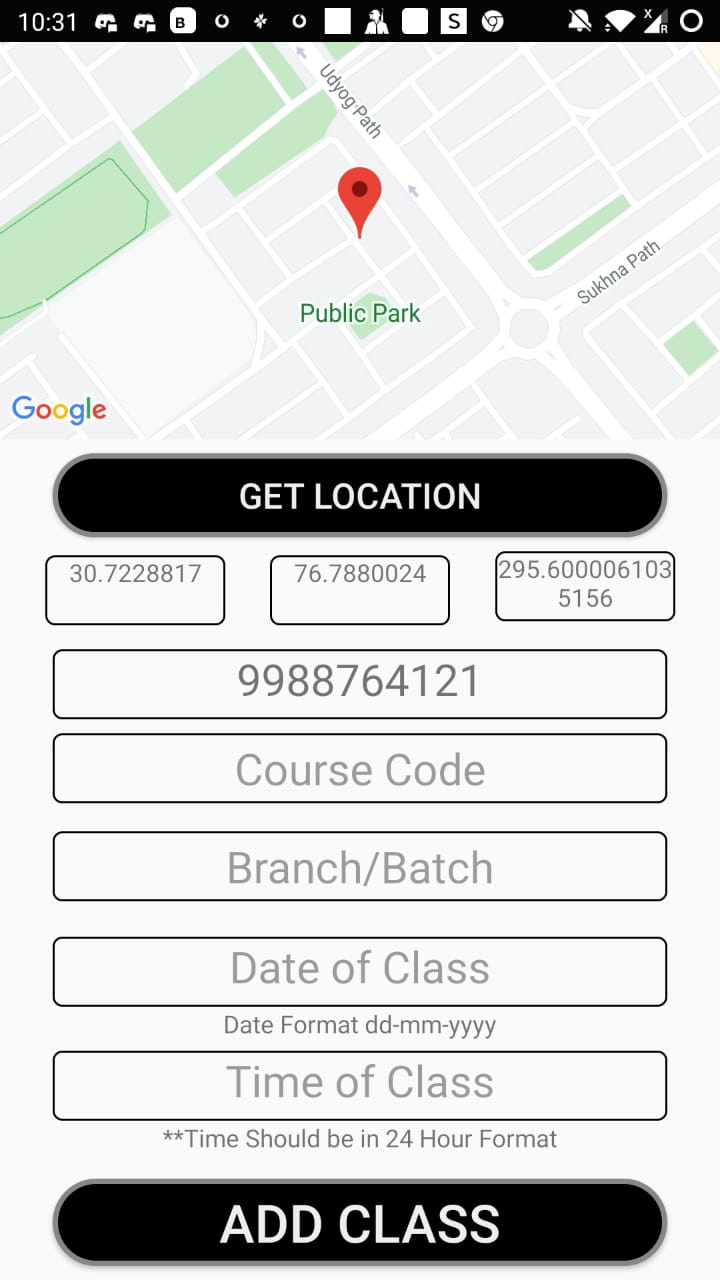 10:31
B
S
X
R
Udyog Path
Sukhna Path
Public Park
Google
GET LOCATION
30.7228817
76.7880024
295.600006103
5156
9988764121
Course Code
Branch/Batch
Date of Class
Date Format dd-mm-yyyy
Time of Class
**Time Should be in 24 Hour Format
ADD CLASS